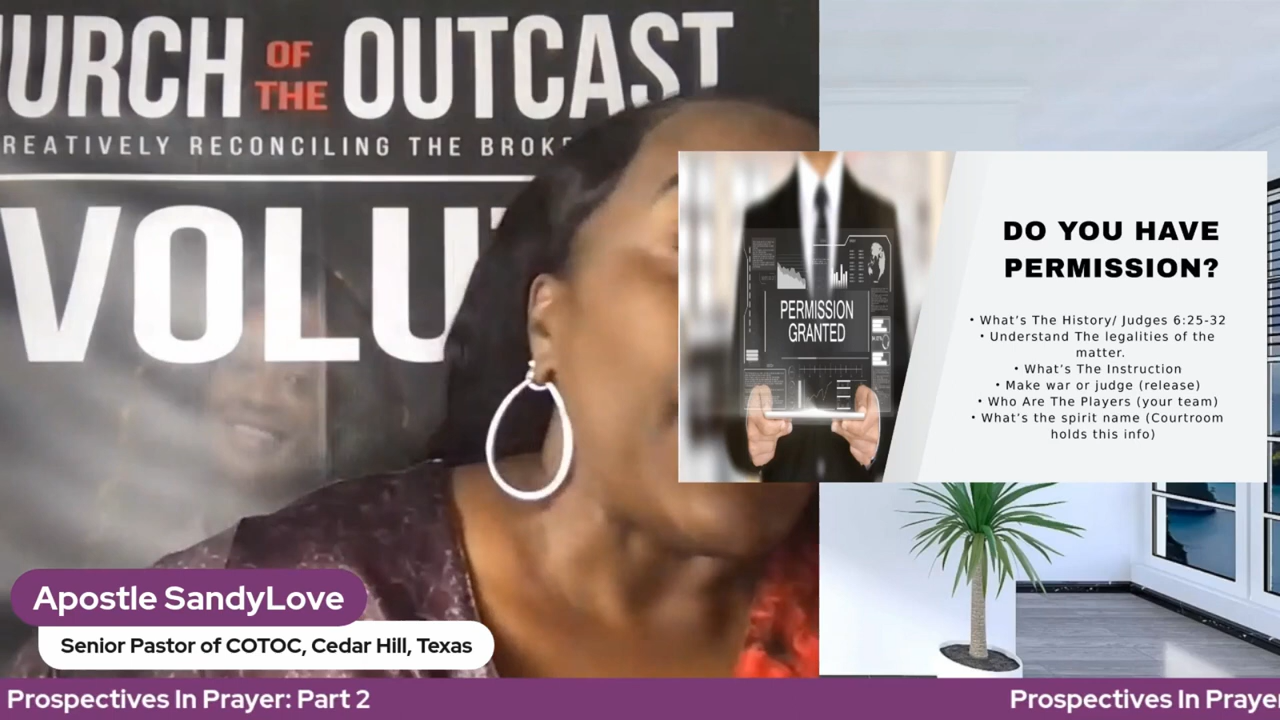 HURCH OF THE OUTCAST
REATIVELY RECONCILING THE BROKE
VOLU
PERMISSION
GRANTED
DO YOU HAVE
PERMISSION?
• What's The History/ Judges 6:25-32
• Understand The legalities of the
matter.
• What's The Instruction
• Make war or judge (release)
• Who Are The Players (your team)
• What's the spirit name (Courtroom
holds this info)
Apostle SandyLove
Senior Pastor of COTOC, Cedar Hill, Texas
Prospectives In Prayer: Part 2
Prospectives In Prayer